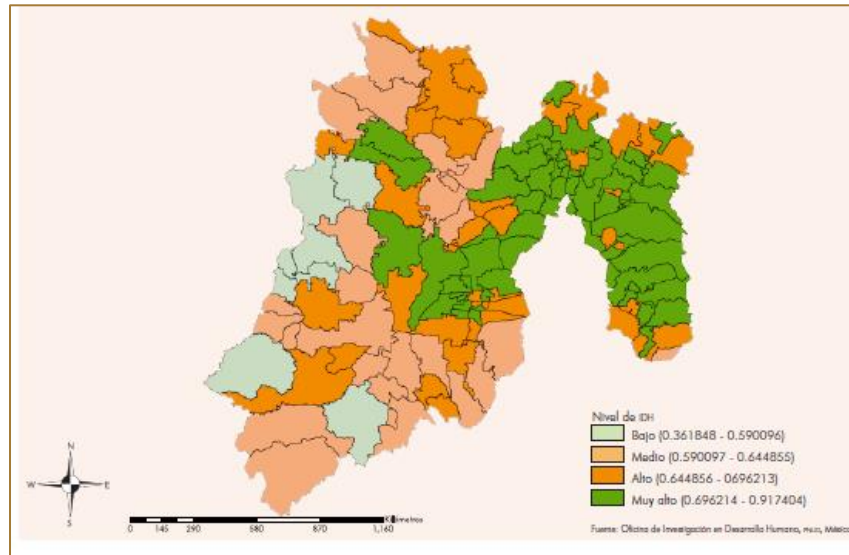 Nivel de IDH
Bajo (0.361848 - 0.590096)
Medio (0.590097 - 0.644855)
Alto (0.644856 - 0696213)
Muy alto (0.696214 - 0.917404)
N
W E
S
Kilómetros
0 145 290 580 870 1,160
Fuente: Oficina de Investigación en Desarrollo Humano, PNUD, México